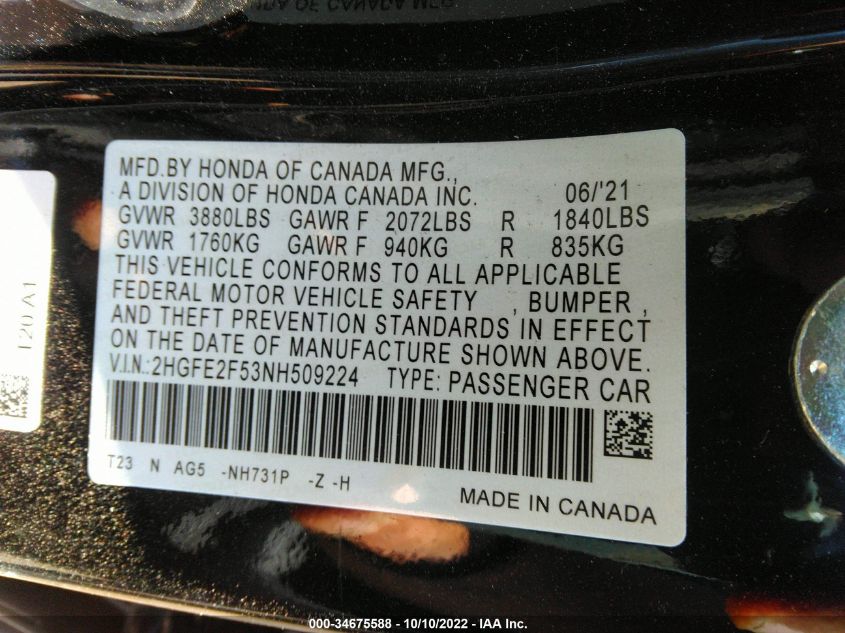 MFD.BY HONDA OF CANADA MFG.,
A DIVISION OF HONDA CANADA INC. 06/'21
GVWR 3880LBS GAWR F 2072LBS R 1840LBS
GVWR 1760KG GAWR F 940KG R 835KG
THIS VEHICLE CONFORMS TO ALL APPLICABLE
FEDERAL MOTOR VEHICLE SAFETY , BUMPER ,
AND THEFT PREVENTION STANDARDS IN EFFECT
ON THE DATE OF MANUFACTURE SHOWN ABOVE.
V.I.N.:2HGFE2F53NH509224 TYPE: PASSENGER CAR
T23 N AG5 -NH731P -Z -H
MADE IN CANADA
T20 A1
000-34675588 - 10/10/2022 - IAA Inc.